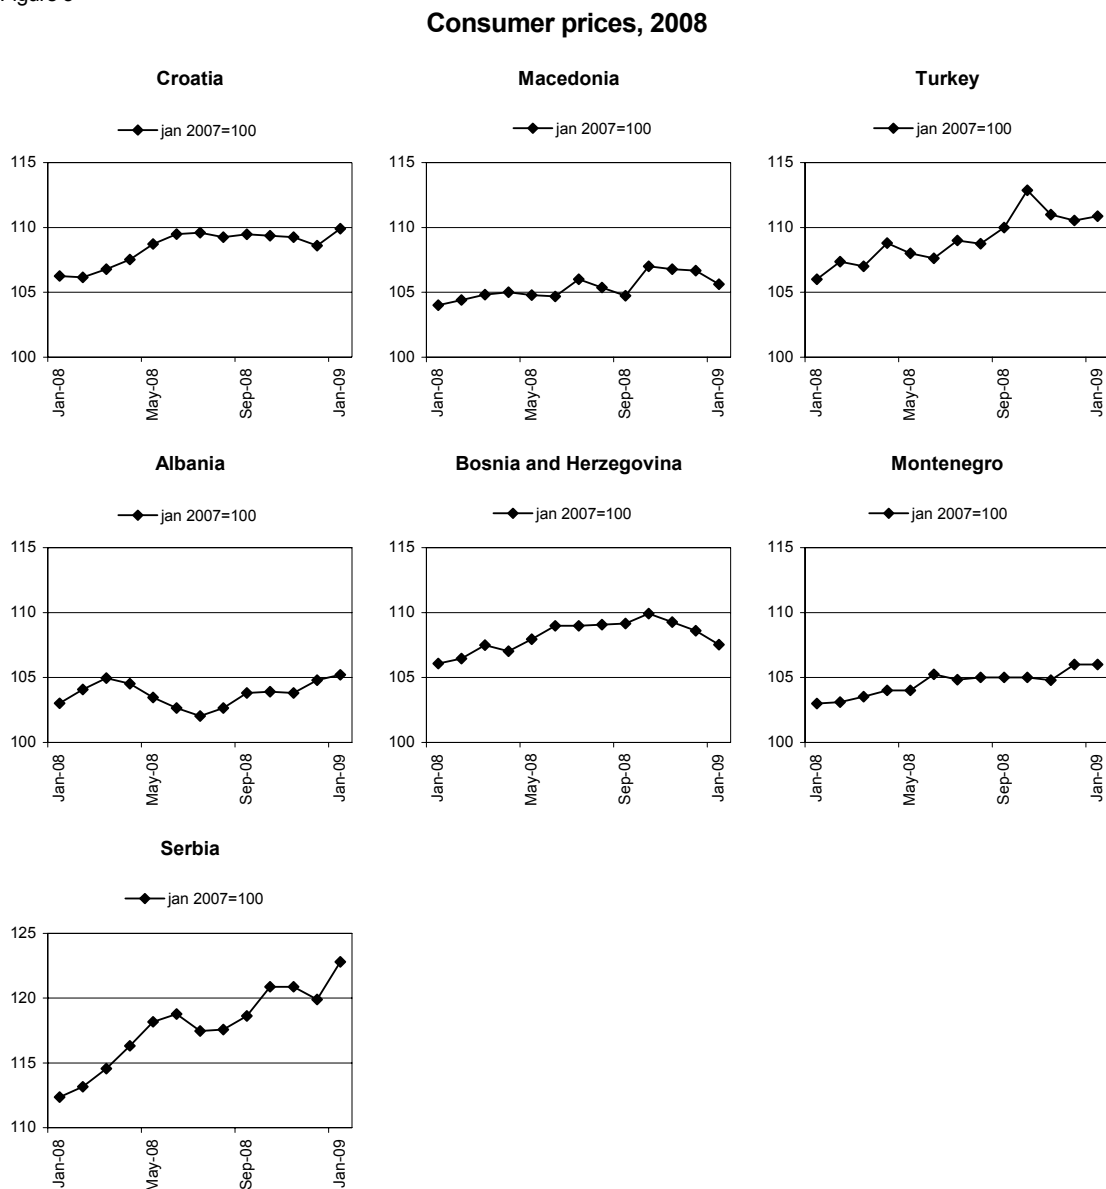 Consumer prices, 2008
Croatia
jan 2007=100
115
110
105
100
Jan-08
May-08
Sep-08
Jan-09
Macedonia
jan 2007=100
115
110
105
100
Jan-08
May-08
Sep-08
Jan-09
Turkey
jan 2007=100
115
110
105
100
Jan-08
May-08
Sep-08
Jan-09
Albania
jan 2007=100
115
110
105
100
Jan-08
May-08
Sep-08
Jan-09
Bosnia and Herzegovina
jan 2007=100
115
110
105
100
Jan-08
May-08
Sep-08
Jan-09
Montenegro
jan 2007=100
115
110
105
100
Jan-08
May-08
Sep-08
Jan-09
Serbia
jan 2007=100
125
120
115
110
Jan-08
May-08
Sep-08
Jan-09